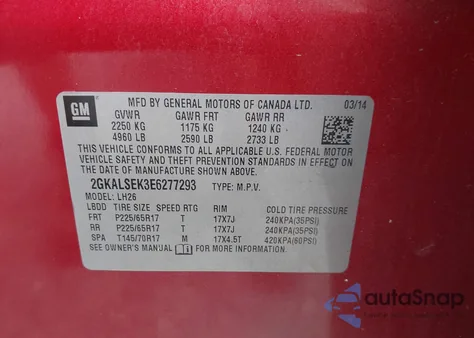 GM
MFD BY GENERAL MOTORS OF CANADA LTD. 03/14
GVWR GAWR FRT GAWR RR
2250 KG 1175 KG 1240 KG
4960 LB 2590 LB 2733 LB
THIS VEHICLE CONFORMS TO ALL APPLICABLE U.S. FEDERAL MOTOR
VEHICLE SAFETY AND THEFT PREVENTION STANDARDS IN EFFECT ON
THE DATE OF MANUFACTURE SHOWN ABOVE.
2GKALSEK3E6277293 TYPE: M.P.V.
MODEL: LH26
LBDD TIRE SIZE SPEED RTG RIM COLD TIRE PRESSURE
FRT P225/65R17 T 17X7J 240KPA(35PSI)
RR P225/65R17 T 17X7J 240KPA(35PSI)
SPA T145/70R17 M 17X4.5T 420KPA(60PSI)
SEE OWNER'S MANUAL FOR MORE INFORMATION.
autoSnap